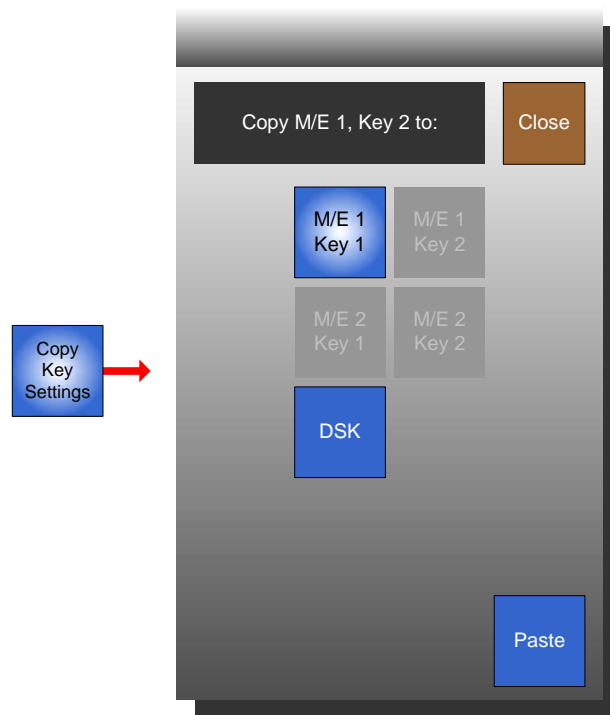 Copy M/E 1, Key 2 to:
Close
M/E 1
Key 1
M/E 1
Key 2
M/E 2
Key 1
M/E 2
Key 2
Copy
Key
Settings
DSK
Paste